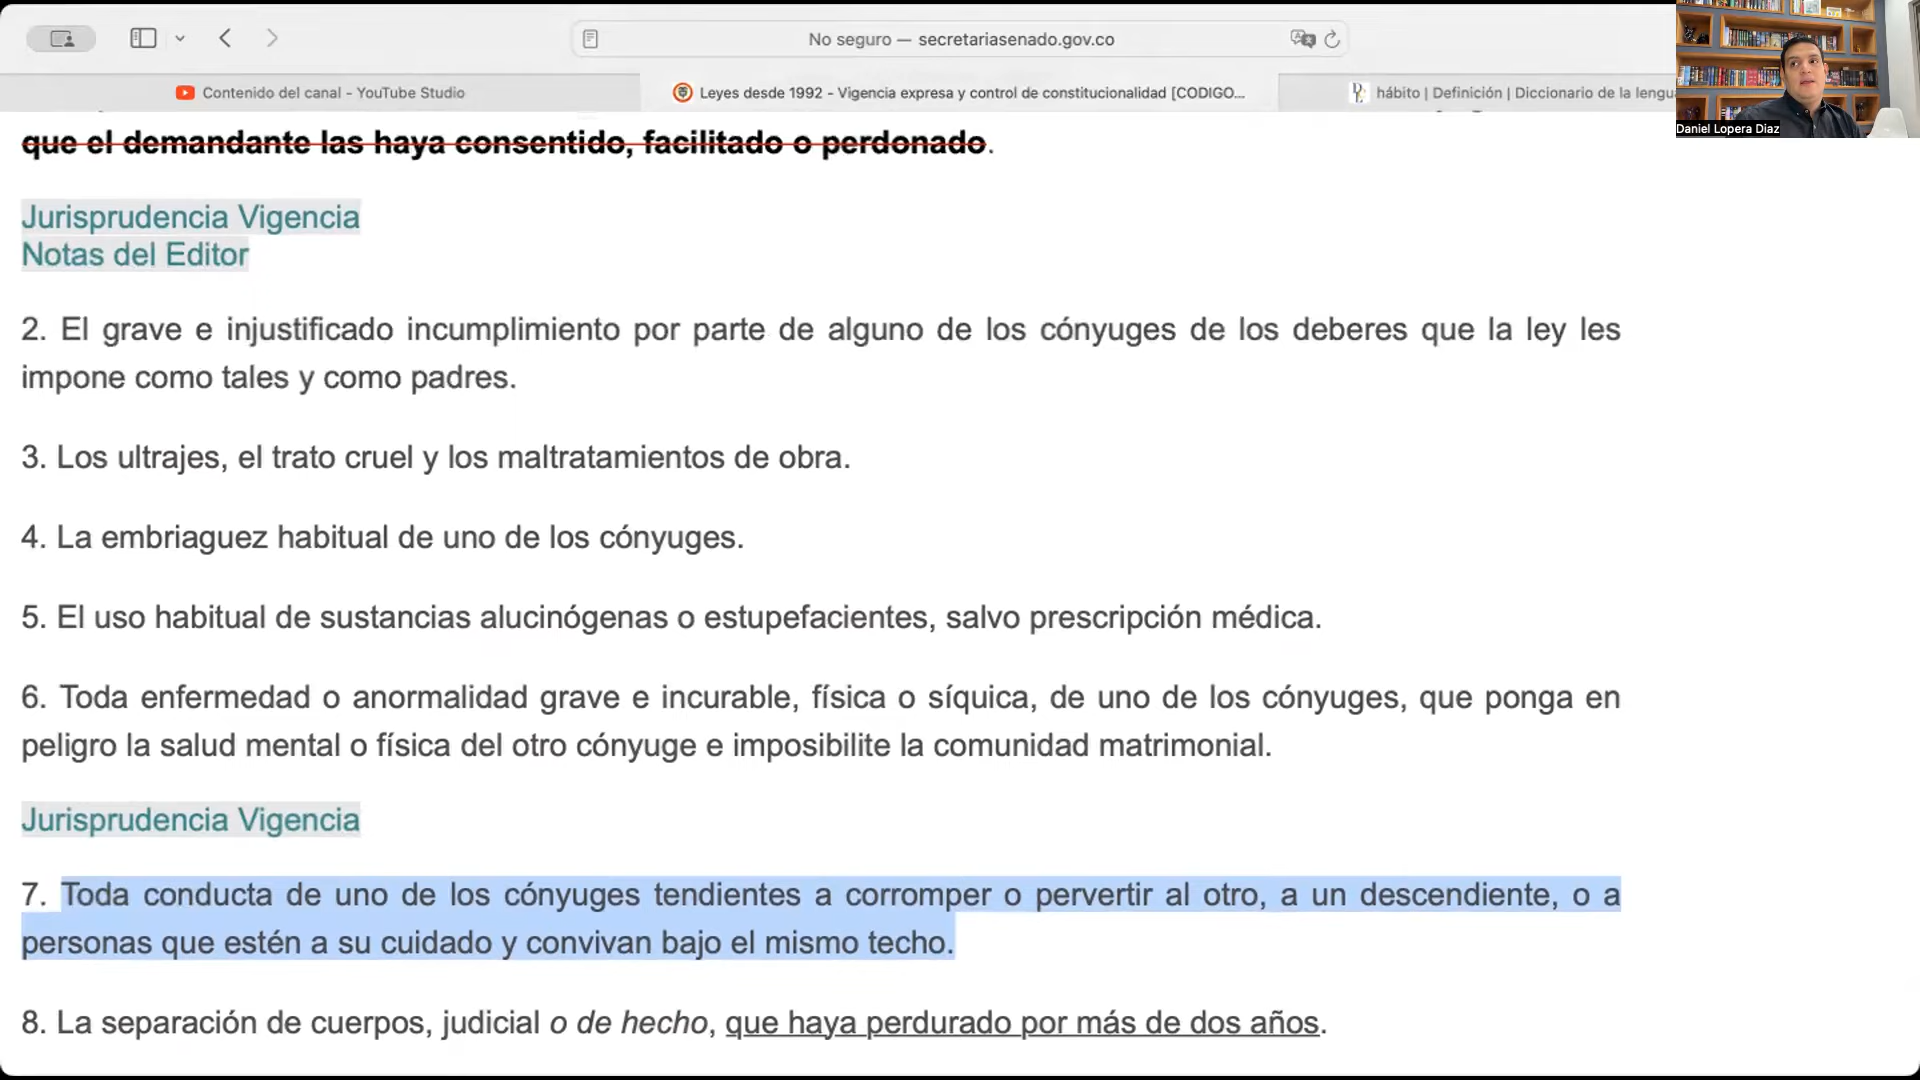 No seguro — secretariasenado.gov.co
Contenido del canal - YouTube Studio
Leyes desde 1992 - Vigencia expresa y control de constitucionalidad [CODIGO...
hábito | Definición | Diccionario de la lengua
Daniel Lopera Diaz
que el demandante las haya consentido, facilitado o perdonado.
Jurisprudencia Vigencia
Notas del Editor
2. El grave e injustificado incumplimiento por parte de alguno de los cónyuges de los deberes que la ley les
impone como tales y como padres.
3. Los ultrajes, el trato cruel y los maltratamientos de obra.
4. La embriaguez habitual de uno de los cónyuges.
5. El uso habitual de sustancias alucinógenas o estupefacientes, salvo prescripción médica.
6. Toda enfermedad o anormalidad grave e incurable, física o síquica, de uno de los cónyuges, que ponga en
peligro la salud mental o física del otro cónyuge e imposibilite la comunidad matrimonial.
Jurisprudencia Vigencia
7. Toda conducta de uno de los cónyuges tendientes a corromper o pervertir al otro, a un descendiente, o a
personas que estén a su cuidado y convivan bajo el mismo techo.
8. La separación de cuerpos, judicial o de hecho, que haya perdurado por más de dos años.